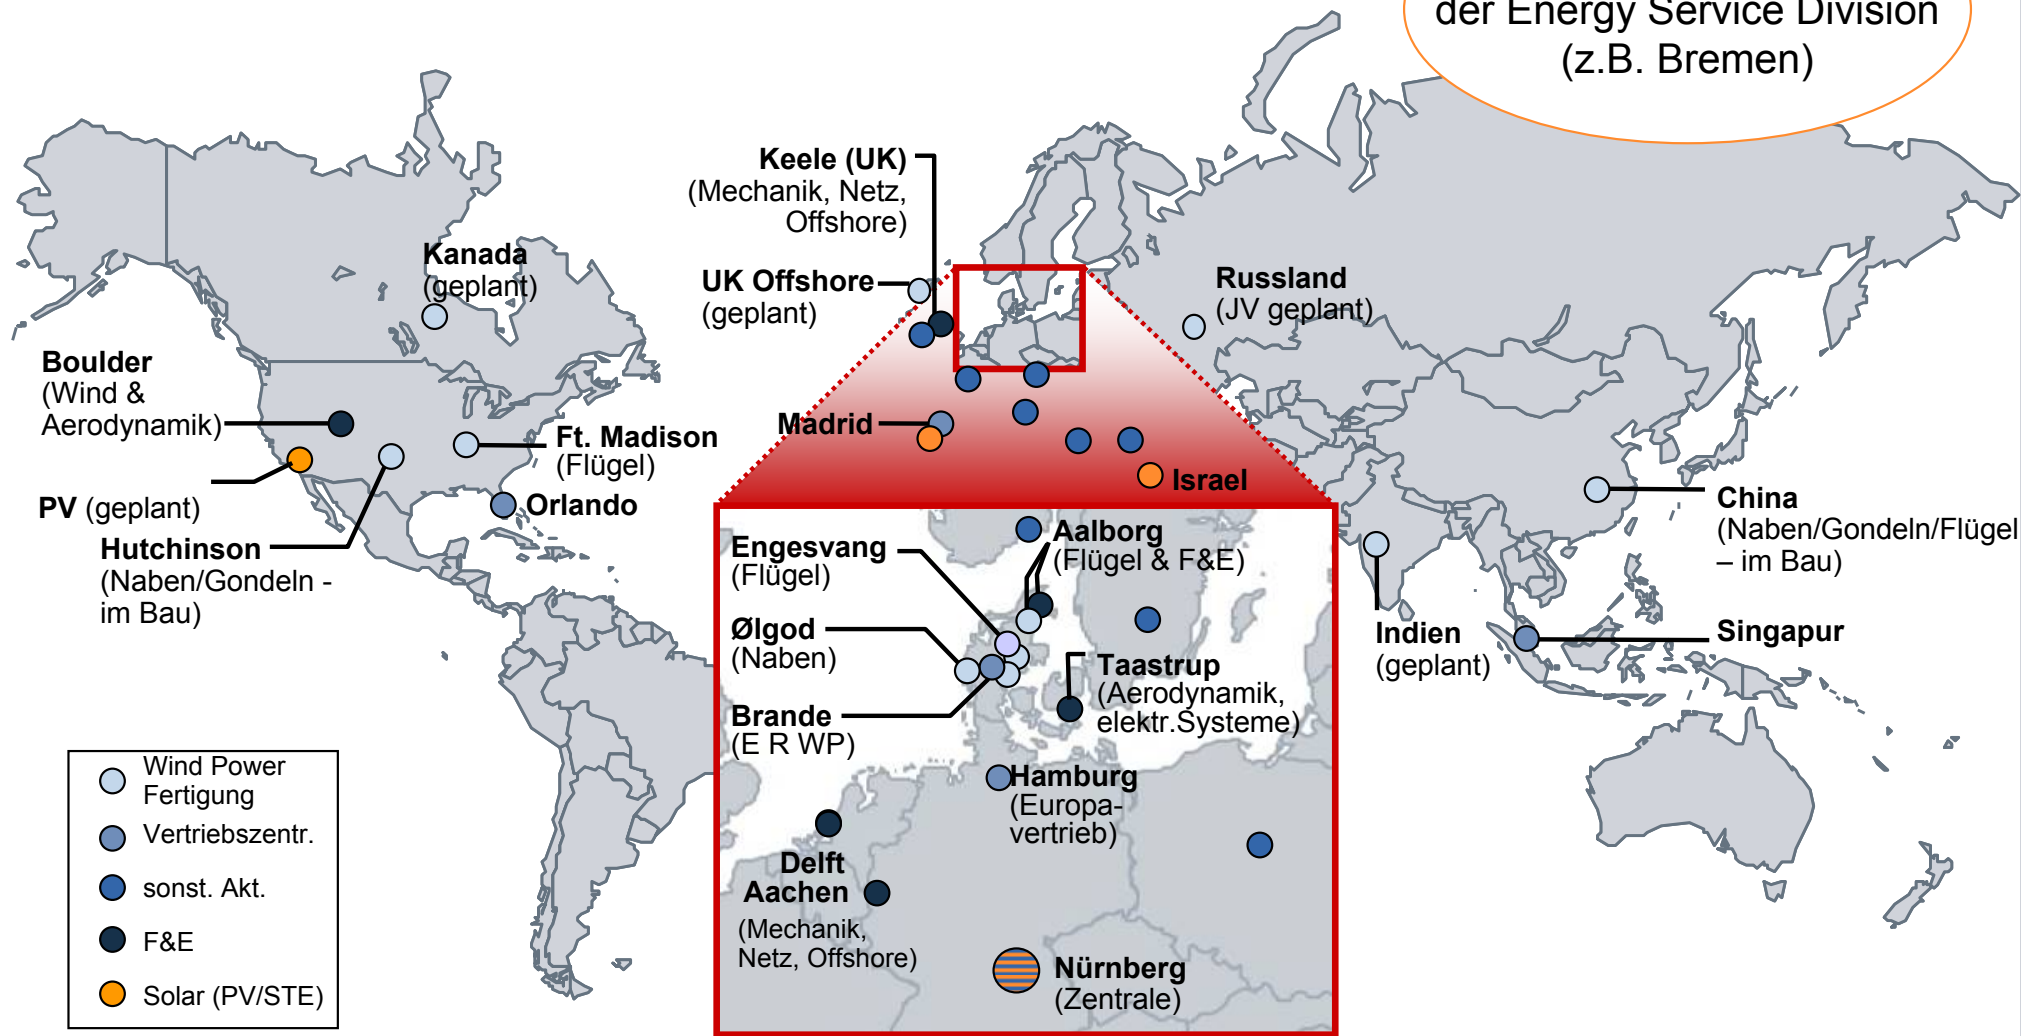 der Energy Service Division
(z.B. Bremen)
Keele (UK)
(Mechanik, Netz,
Offshore)
Kanada
(geplant)
UK Offshore
(geplant)
Russland
(JV geplant)
Boulder
(Wind &
Aerodynamik)
Madrid
Ft. Madison
(Flügel)
Israel
PV (geplant)
Orlando
China
(Naben/Gondeln/Flügel
– im Bau)
Hutchinson
(Naben/Gondeln -
im Bau)
Engesvang
(Flügel)
Aalborg
(Flügel & F&E)
Ølgod
(Naben)
Indien
(geplant)
Singapur
Taastrup
(Aerodynamik,
elektr.Systeme)
Brande
(E R WP)
Hamburg
(Europa-
vertrieb)
Delft
Aachen
(Mechanik,
Netz, Offshore)
Nürnberg
(Zentrale)
Wind Power
Fertigung
Vertriebszentr.
sonst. Akt.
F&E
Solar (PV/STE)